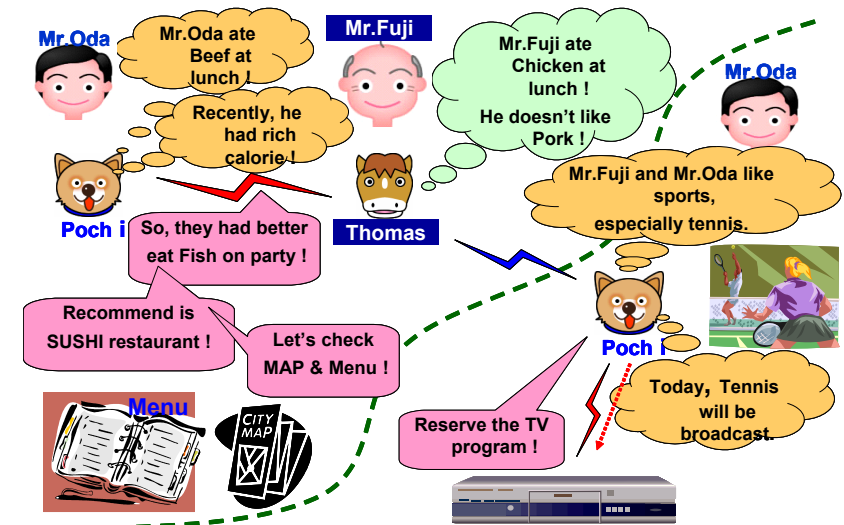 Mr.Oda
Mr.Oda ate
Beef at
lunch !
Recently, he
had rich
calorie !
Mr.Fuji
Mr.Fuji ate
Chicken at
lunch !
He doesn't like
Pork !
Poch i
Thomas
So, they had better
eat Fish on party !
Recommend is
SUSHI restaurant !
Let's check
MAP & Menu !
Menu
CITY
MAP
Mr.Oda
Mr.Fuji and Mr.Oda like
sports,
especially tennis.
Poch i
Today, Tennis
will be
broadcast.
Reserve the TV
program !